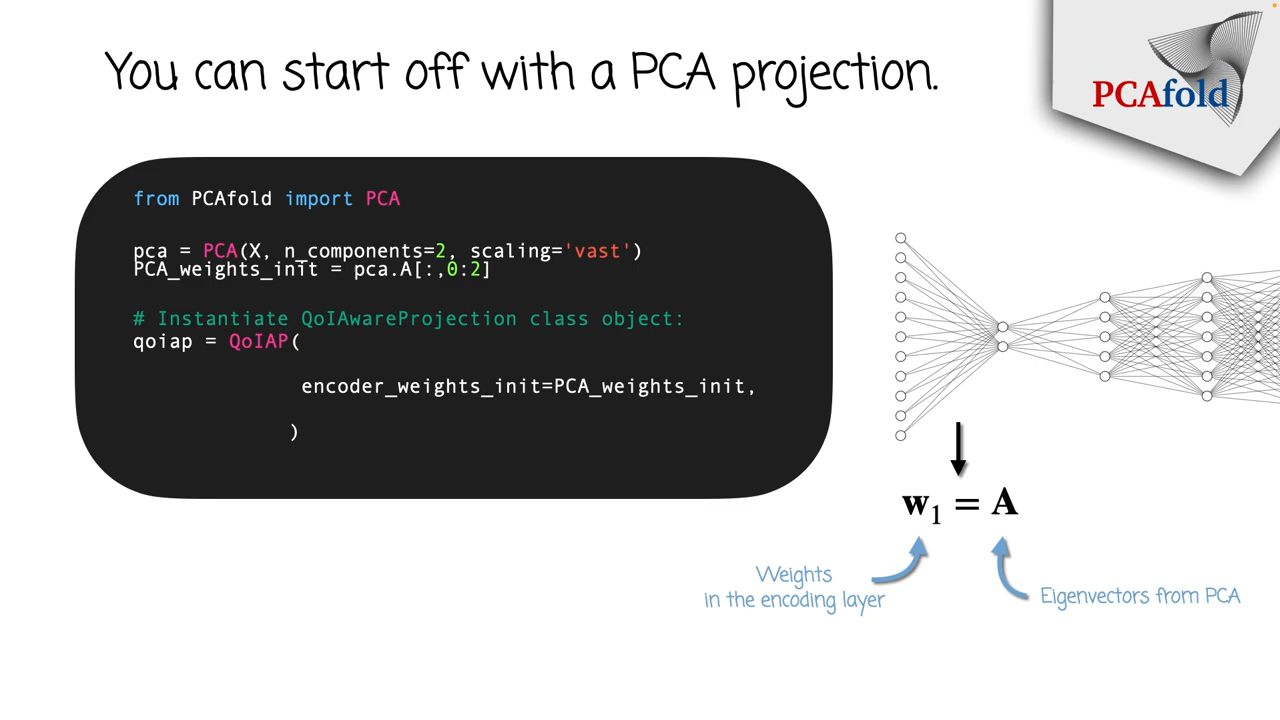 You can start off with a PCA projection.
PCAfold
from PCAfold import PCA
pca = PCA(X, n_components=2, scaling='vast')
PCA_weights_init = pca.A[:,0:2]
# Instantiate QoIAwareProjection class object:
qoiap = QoIAP(
encoder_weights_init=PCA_weights_init,
)
w₁ = A
Weights
in the encoding layer
Eigenvectors from PCA